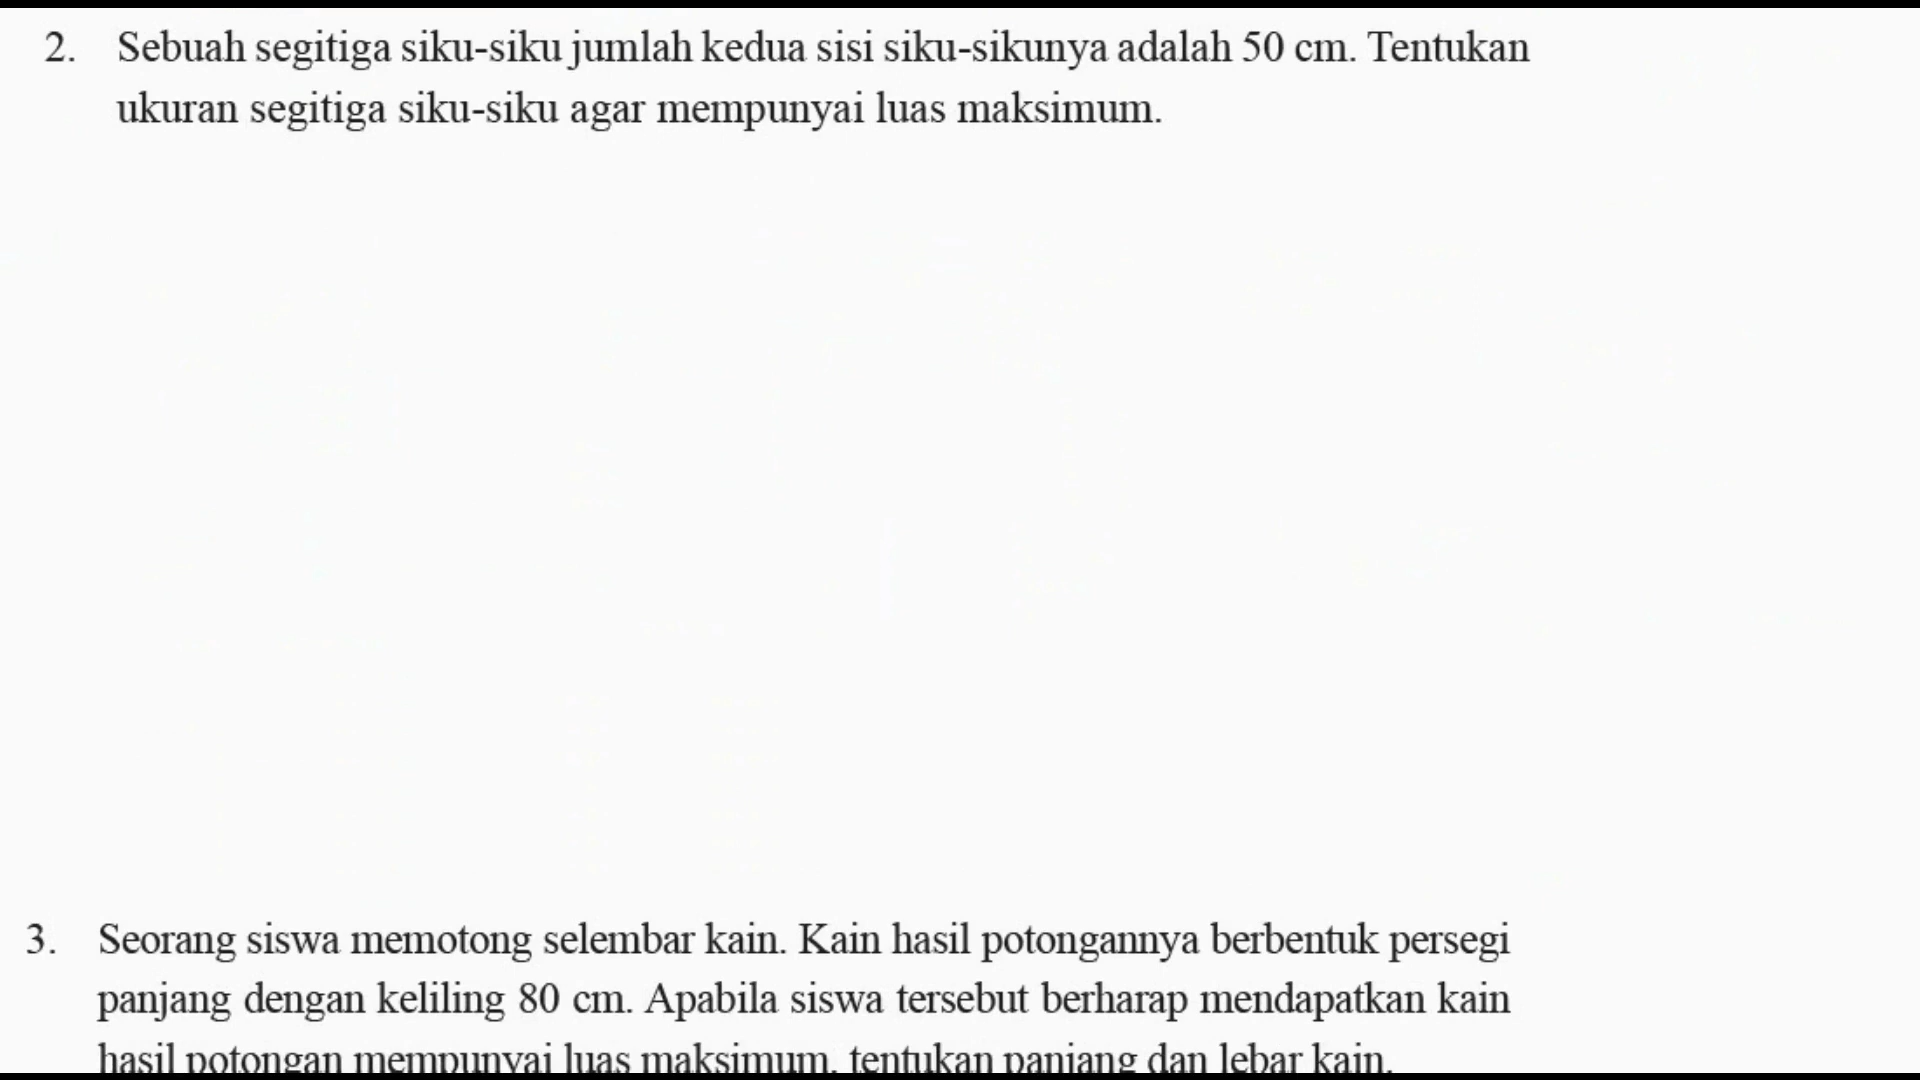 2. Sebuah segitiga siku-siku jumlah kedua sisi siku-sikunya adalah 50 cm. Tentukan
ukuran segitiga siku-siku agar mempunyai luas maksimum.
3. Seorang siswa memotong selembar kain. Kain hasil potongannya berbentuk persegi
panjang dengan keliling 80 cm. Apabila siswa tersebut berharap mendapatkan kain
hasil potongan mempunyai luas maksimum, tentukan panjang dan lebar kain.